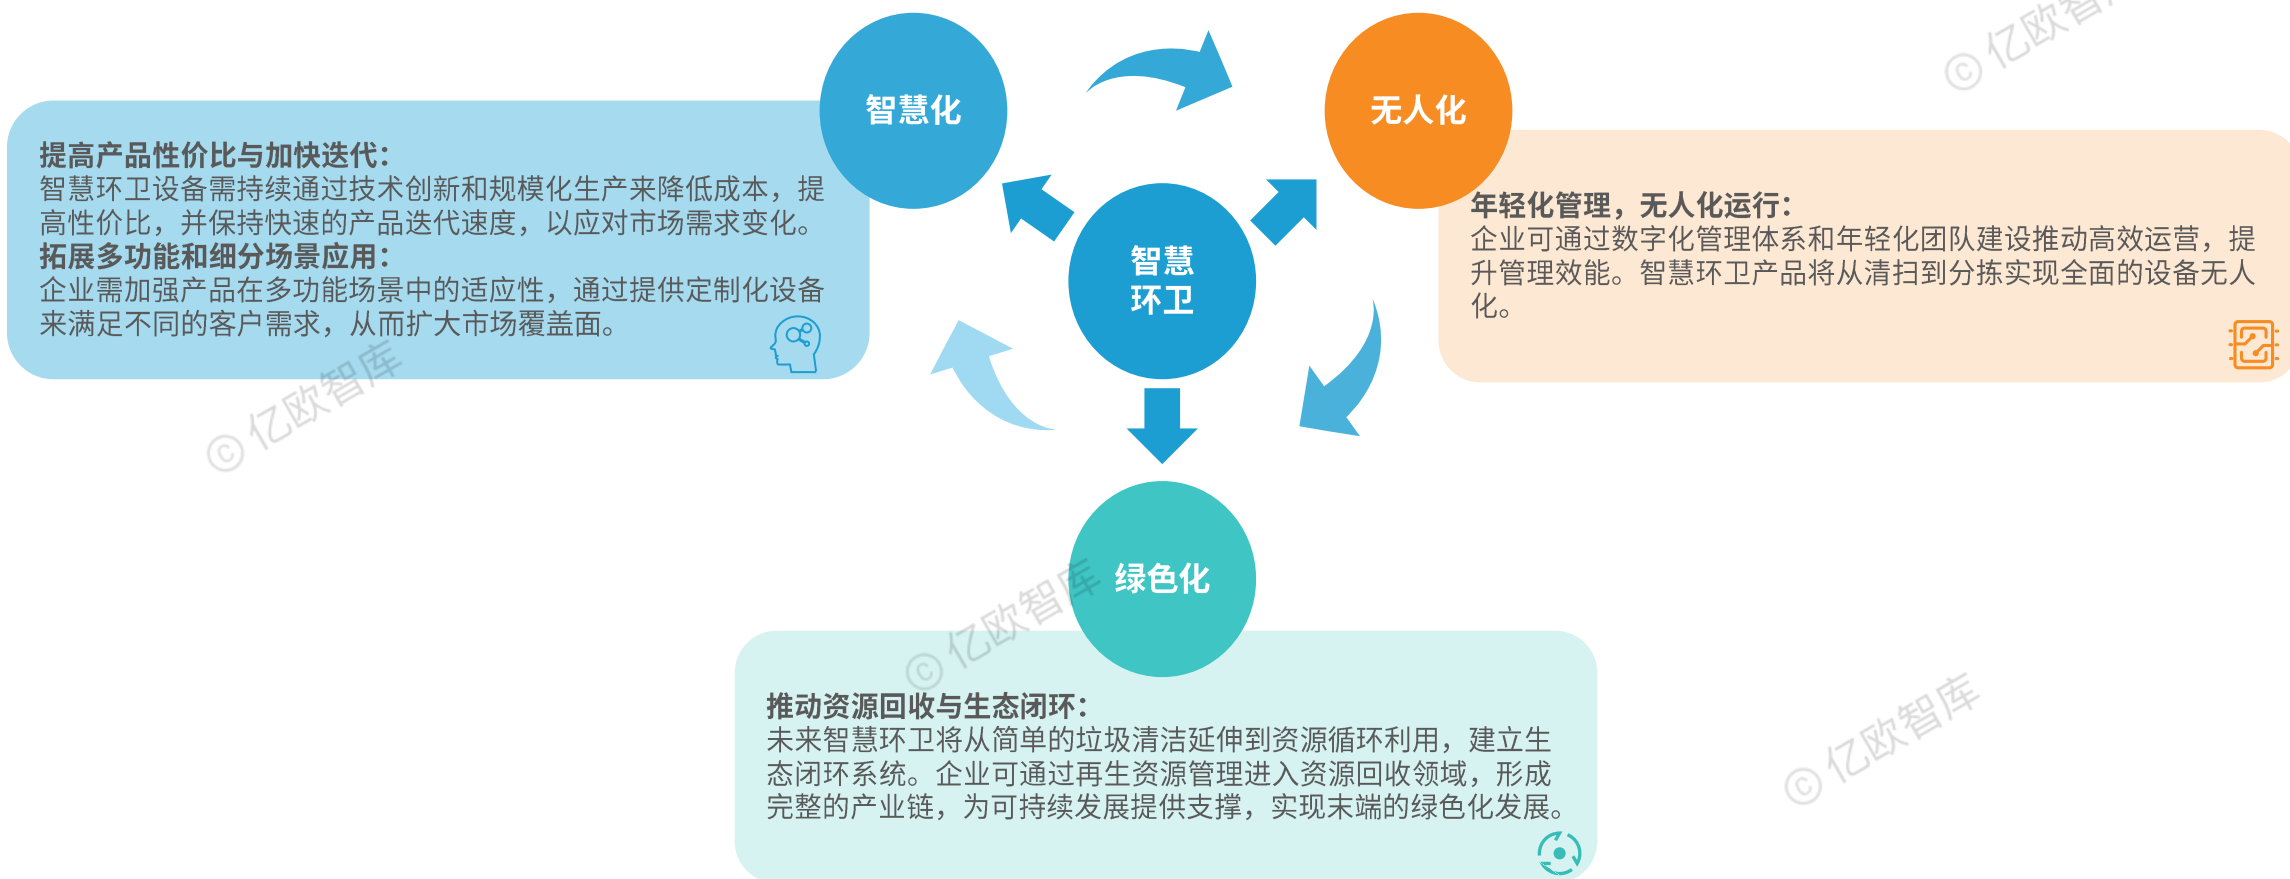 智慧化
无人化
智慧
环卫
绿色化
提高产品性价比与加快迭代：
智慧环卫设备需持续通过技术创新和规模化生产来降低成本，提
高性价比，并保持快速的产品迭代速度，以应对市场需求变化。
拓展多功能和细分场景应用：
企业需加强产品在多功能场景中的适应性，通过提供定制化设备
来满足不同的客户需求，从而扩大市场覆盖面。
年轻化管理，无人化运行：
企业可通过数字化管理体系和年轻化团队建设推动高效运营，提
升管理效能。智慧环卫产品将从清扫到分拣实现全面的设备无人
化。
推动资源回收与生态闭环：
未来智慧环卫将从简单的垃圾清洁延伸到资源循环利用，建立生
态闭环系统。企业可通过再生资源管理进入资源回收领域，形成
完整的产业链，为可持续发展提供支撑，实现末端的绿色化发展。
© 亿欧智库
© 亿欧智库
© 亿欧智库
© 亿欧智库